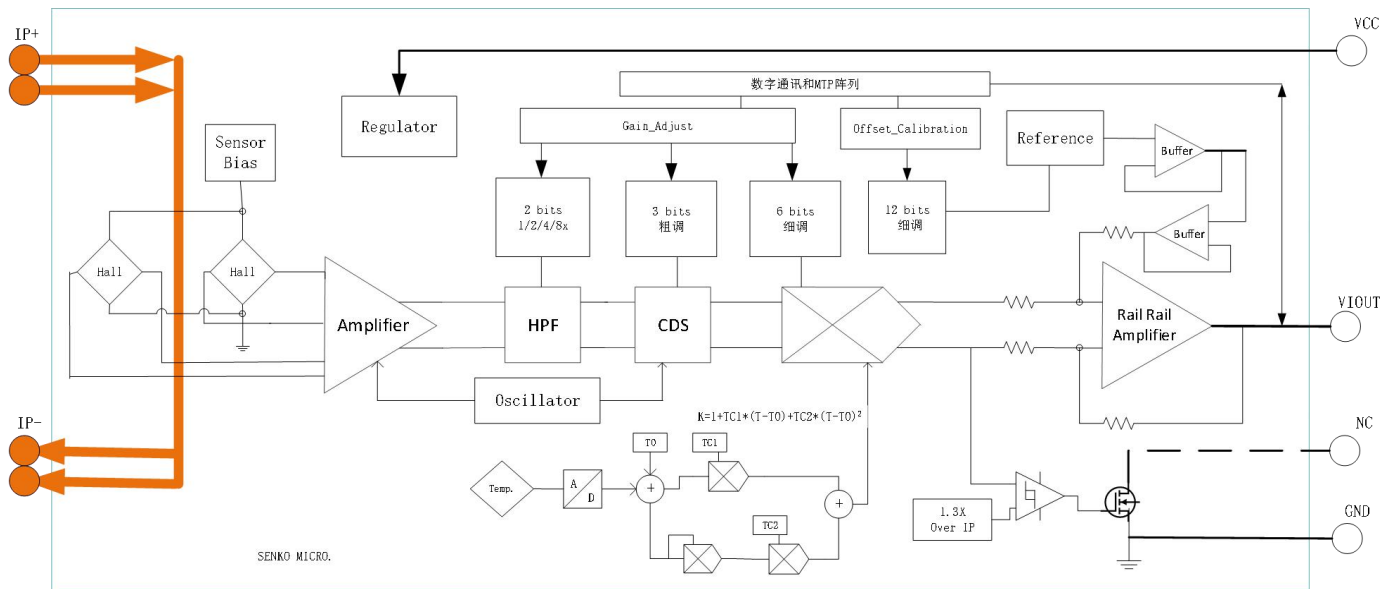 IP+
VCC
数字通讯和MTP阵列
Regulator
Gain_Adjust
Offset_Calibration
Reference
Buffer
Sensor
Bias
2 bits
1/2/4/8x
3 bits
粗调
6 bits
细调
12 bits
细调
Buffer
Hall
Hall
Amplifier
HPF
CDS
Rail Rail
Amplifier
VIOUT
Oscillator
K=1+TC1*(T-T0)+TC2*(T-T0)²
IP-
NC
T0
TC1
Temp.
A
D
+
+
1.3X
Over IP
GND
TC2
SENKO MICRO.